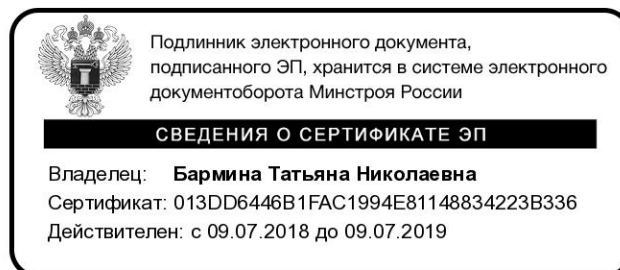 Подлинник электронного документа,
подписанного ЭП, хранится в системе электронного
документоборота Минстроя России
СВЕДЕНИЯ О СЕРТИФИКАТЕ ЭП
Владелец: Бармина Татьяна Николаевна
Сертификат: 013DD6446B1FAC1994E81148834223B336
Действителен: с 09.07.2018 до 09.07.2019